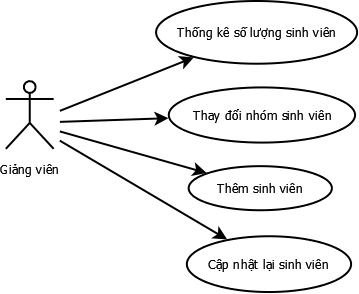 Thống kê số lượng sinh viên
Thay đổi nhóm sinh viên
Giảng viên
Thêm sinh viên
Cập nhật lại sinh viên